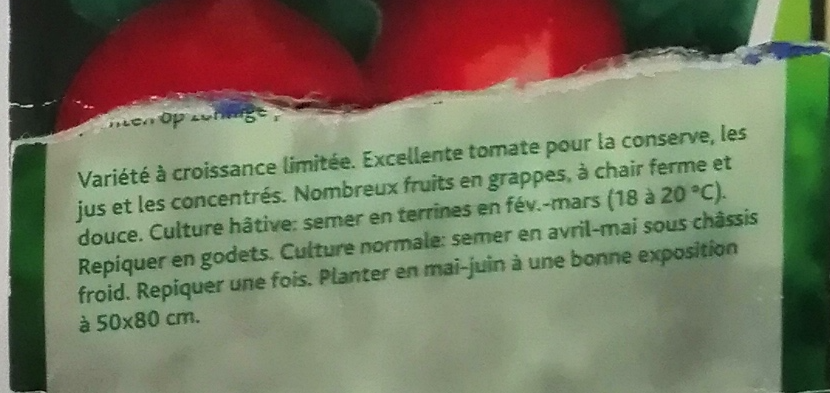 op
Variété à croissance limitée. Excellente tomate pour la conserve, les
jus et les concentrés. Nombreux fruits en grappes, à chair ferme et
douce. Culture hâtive: semer en terrines en fév.-mars (18 à 20 °C).
Repiquer en godets. Culture normale: semer en avril-mai sous châssis
froid. Repiquer une fois. Planter en mai-juin à une bonne exposition
à 50x80 cm.